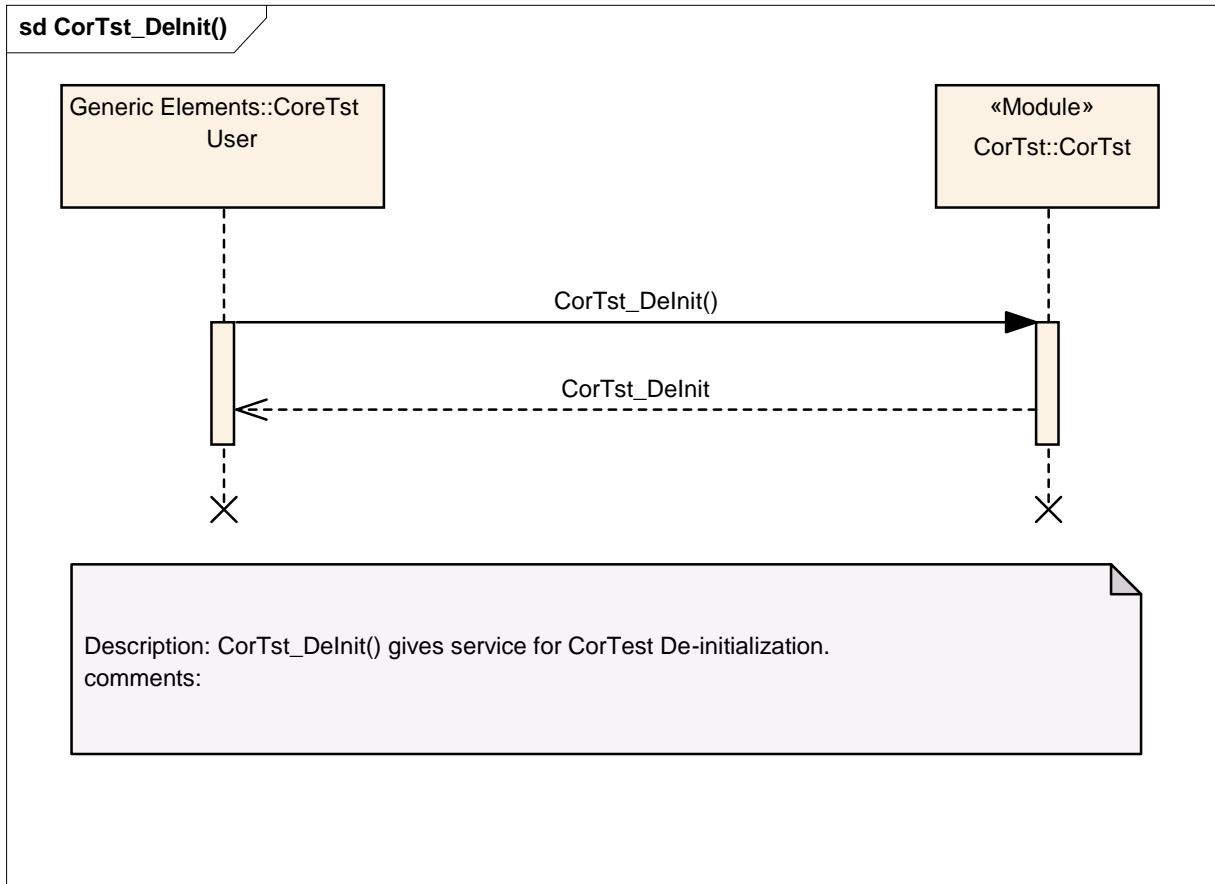 sd CorTst_DeInit()
Generic Elements::CoreTst
User
«Module»
CorTst::CorTst
CorTst_DeInit()
CorTst_DeInit
Description: CorTst_DeInit() gives service for CorTest De-initialization.
comments: